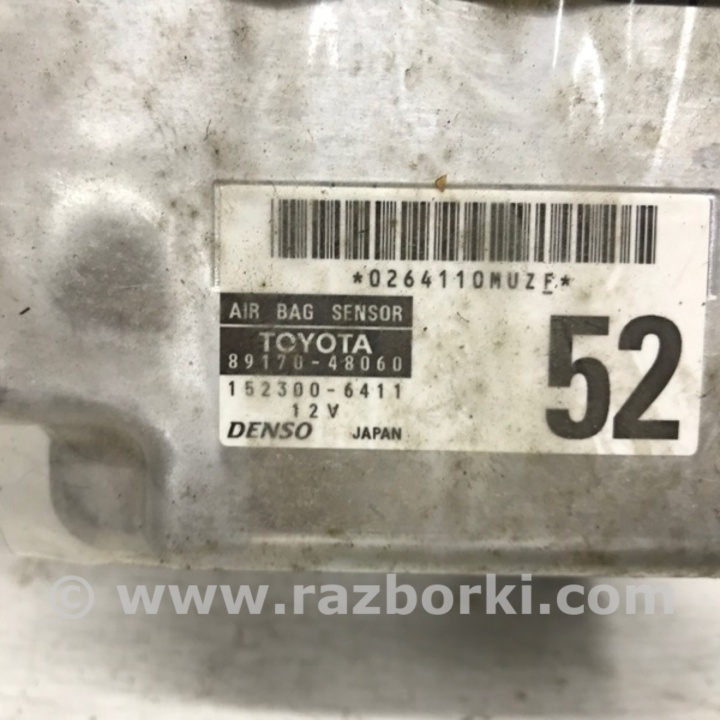 *0264110MUZF*
AIR BAG SENSOR
TOYOTA
89170-48060
152300-6411
12V
DENSO JAPAN
52
© www.razborki.com